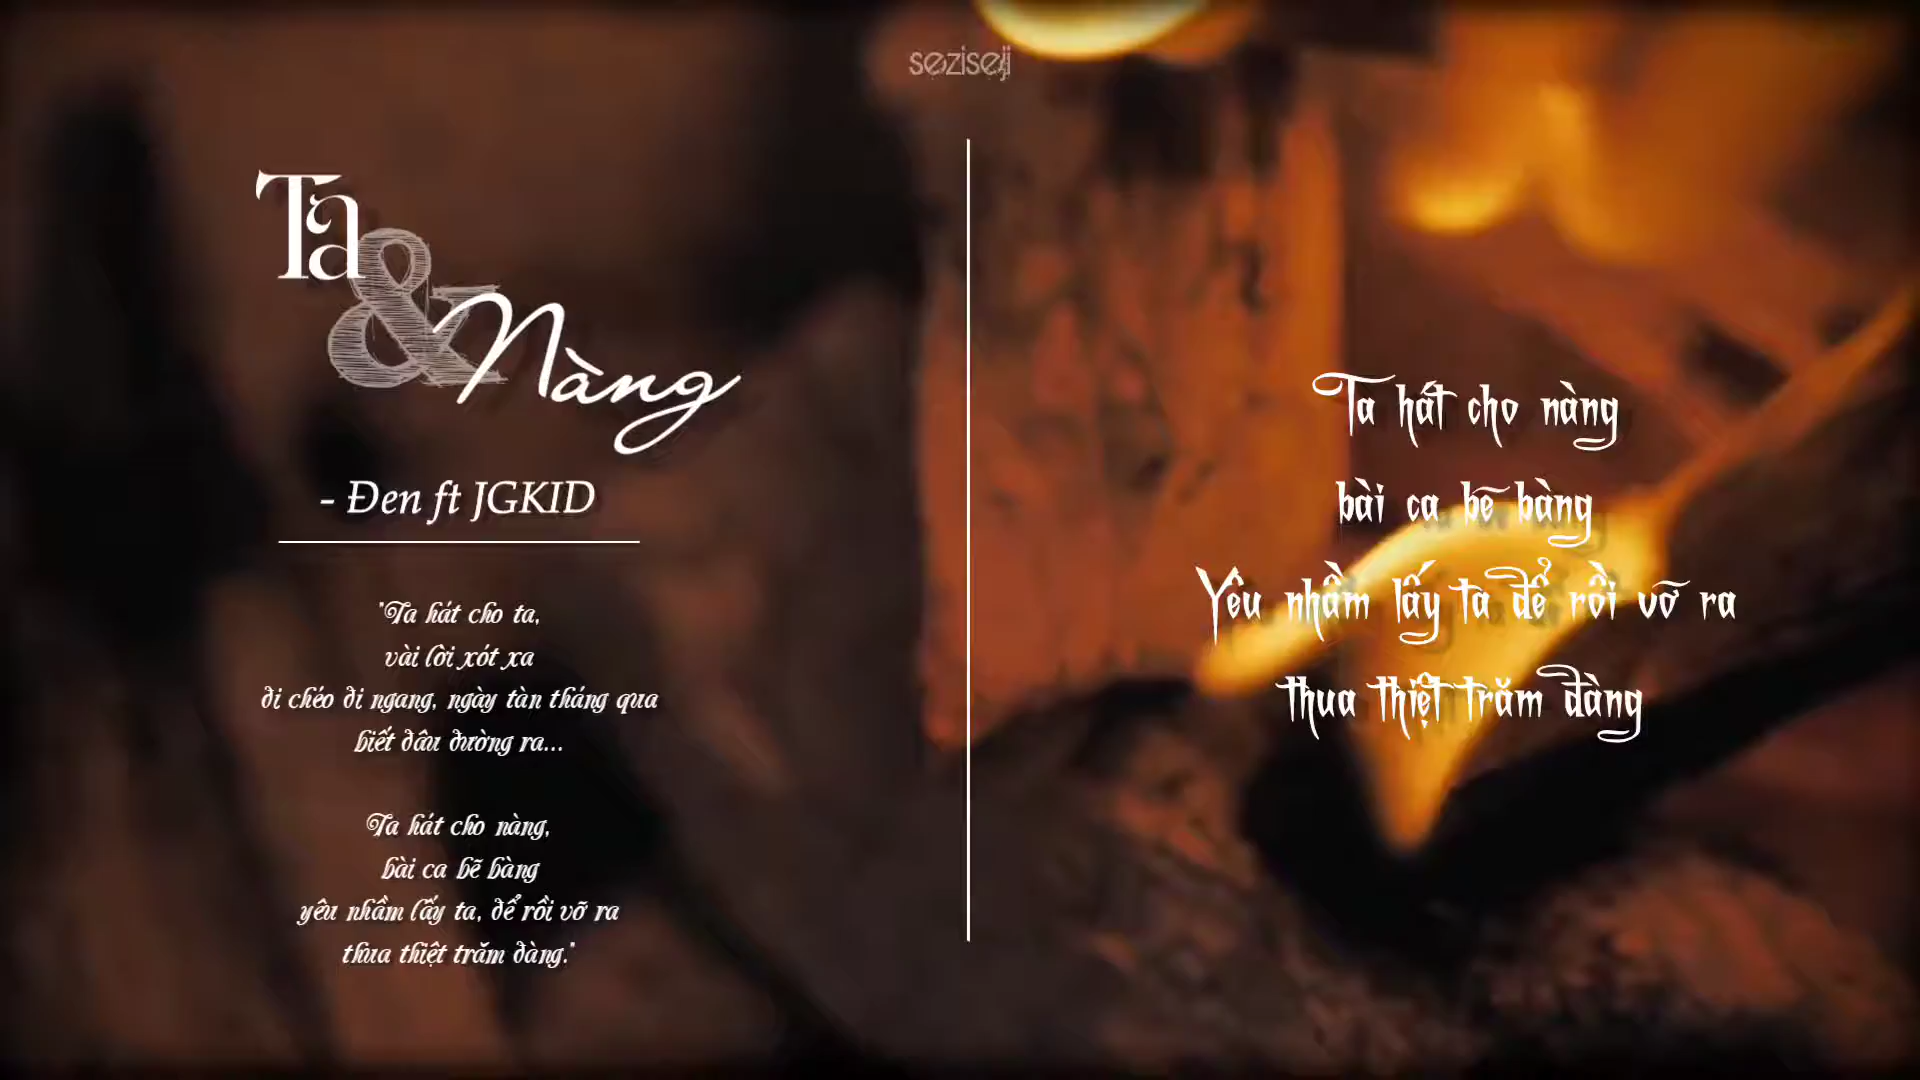 seziseji
Ta
&
Nàng
- Đen ft JGKID
"Ta hát cho ta,
vài lời xót xa
đi chéo đi ngang, ngày tàn tháng qua
biết đâu đường ra...
Ta hát cho nàng,
bài ca bẽ bàng
yêu nhầm lấy ta, để rồi vỡ ra
thua thiệt trăm đàng."
Ta hát cho nàng
bài ca bẽ bàng
Yêu nhầm lấy ta để rồi vỡ ra
thua thiệt trăm đàng